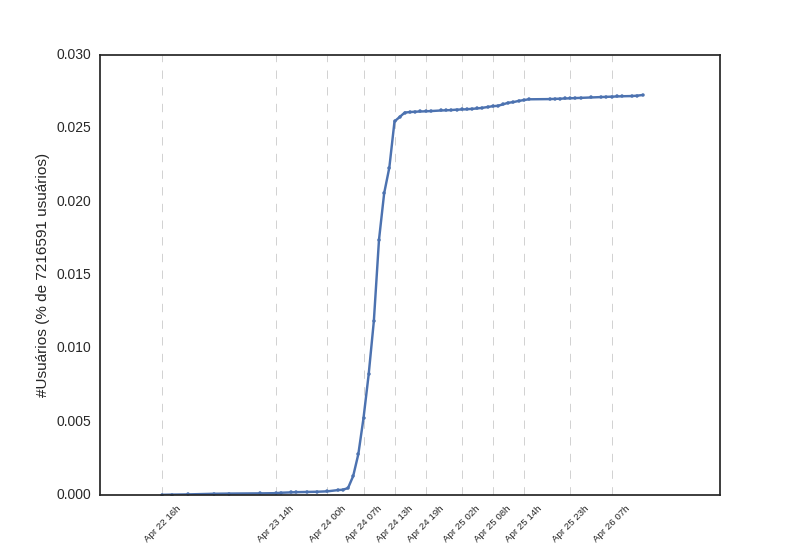 0.030
0.025
0.020
0.015
0.010
0.005
0.000
#Usuários (% de 7216591 usuários)
Apr 22 16h
Apr 23 14h
Apr 24 00h
Apr 24 07h
Apr 24 13h
Apr 24 19h
Apr 25 02h
Apr 25 08h
Apr 25 14h
Apr 25 23h
Apr 26 07h